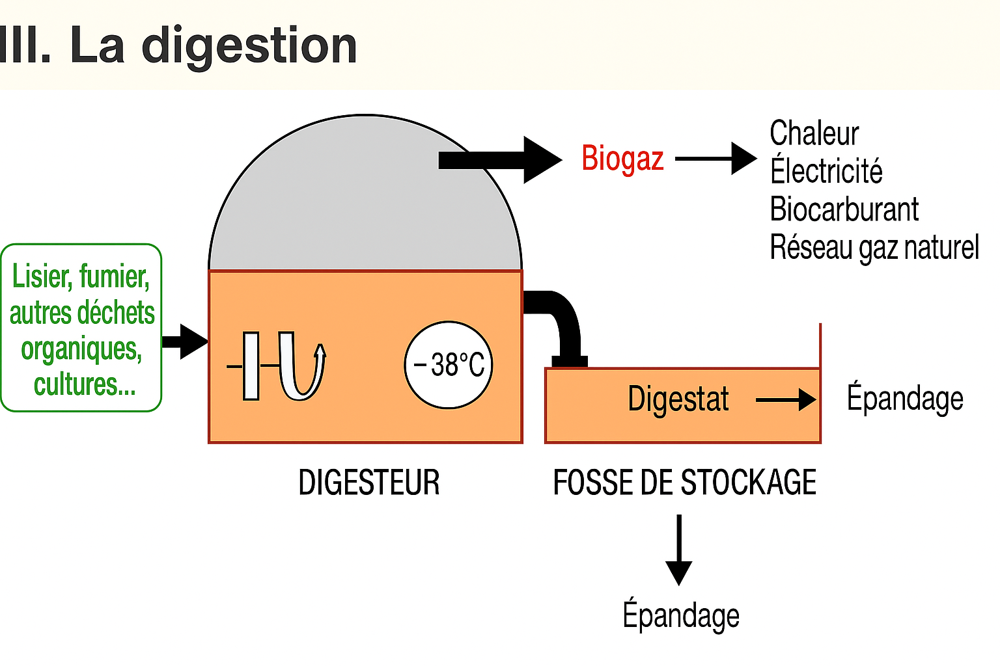 III. La digestion
Chaleur
Biogaz
Électricité
Biocarburant
Réseau gaz naturel
Lisier, fumier,
autres déchets
organiques,
cultures...
–38°C
Digestat
Épandage
DIGESTEUR
FOSSE DE STOCKAGE
Épandage